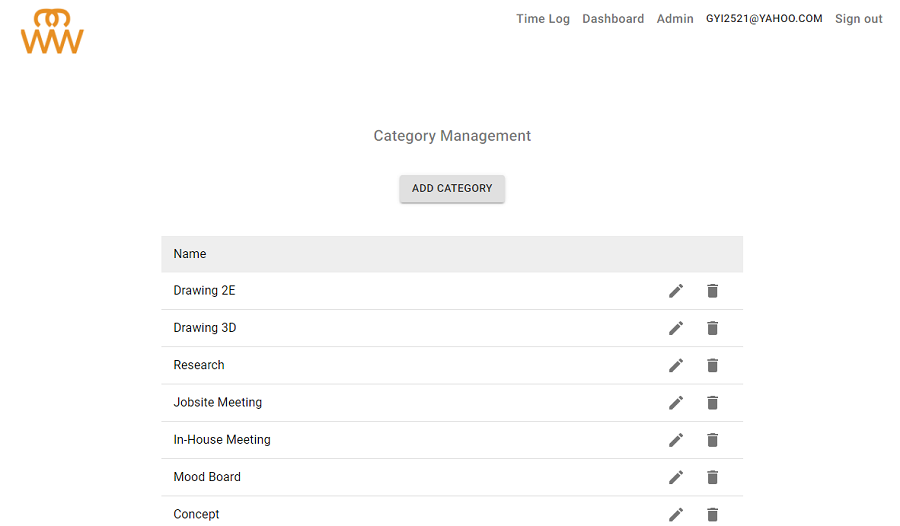 Time Log Dashboard Admin GYI2521@YAHOO.COM Sign out
Category Management
ADD CATEGORY
Name
Drawing 2E
Drawing 3D
Research
Jobsite Meeting
In-House Meeting
Mood Board
Concept